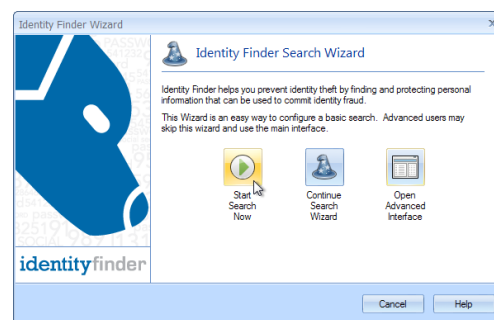 Identity Finder Wizard
Identity Finder Search Wizard
Identity Finder helps you prevent identity theft by finding and protecting personal
information that can be used to commit identity fraud.
This Wizard is an easy way to configure a basic search. Advanced users may
skip this wizard and use the main interface.
Start
Search
Now
Continue
Search
Wizard
Open
Advanced
Interface
identityfinder
Cancel
Help